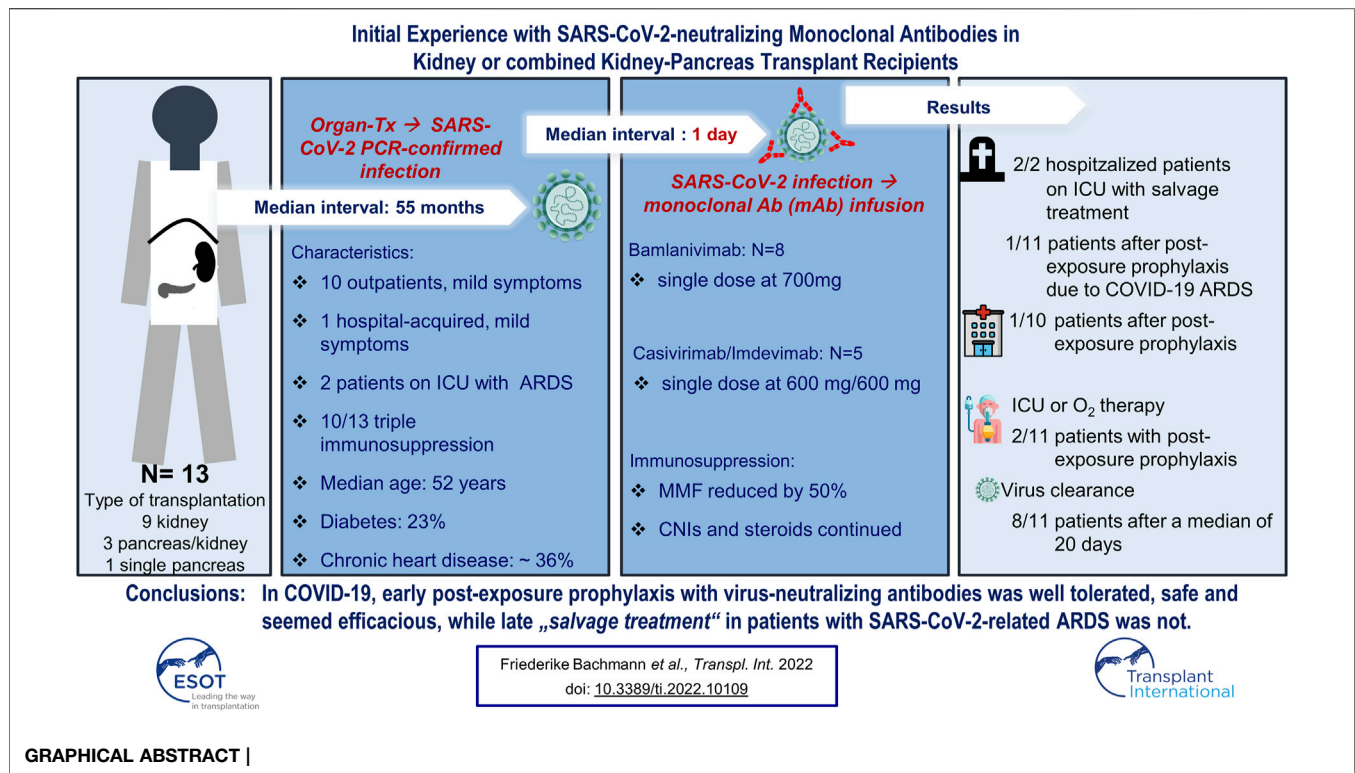 Initial Experience with SARS-CoV-2-neutralizing Monoclonal Antibodies in
Kidney or combined Kidney-Pancreas Transplant Recipients
N= 13
Type of transplantation
9 kidney
3 pancreas/kidney
1 single pancreas
Organ-Tx → SARS-
CoV-2 PCR-confirmed
infection
Median interval: 55 months
Characteristics:
❖ 10 outpatients, mild symptoms
❖ 1 hospital-acquired, mild
symptoms
❖ 2 patients on ICU with ARDS
❖ 10/13 triple
immunosuppression
❖ Median age: 52 years
❖ Diabetes: 23%
❖ Chronic heart disease: ~ 36%
Median interval : 1 day
SARS-CoV-2 infection →
monoclonal Ab (mAb) infusion
Bamlanivimab: N=8
❖ single dose at 700mg
Casivirimab/Imdevimab: N=5
❖ single dose at 600 mg/600 mg
Immunosuppression:
❖ MMF reduced by 50%
❖ CNIs and steroids continued
Results
2/2 hospitzalized patients
on ICU with salvage
treatment
1/11 patients after post-
exposure prophylaxis
due to COVID-19 ARDS
1/10 patients after post-
exposure prophylaxis
ICU or O₂ therapy
2/11 patients with post-
exposure prophylaxis
Virus clearance
8/11 patients after a median of
20 days
Conclusions: In COVID-19, early post-exposure prophylaxis with virus-neutralizing antibodies was well tolerated, safe and
seemed efficacious, while late „salvage treatment“ in patients with SARS-CoV-2-related ARDS was not.
ESOT
Leading the way
in transplantation
Friederike Bachmann et al., Transpl. Int. 2022
doi: 10.3389/ti.2022.10109
Transplant
International
GRAPHICAL ABSTRACT |